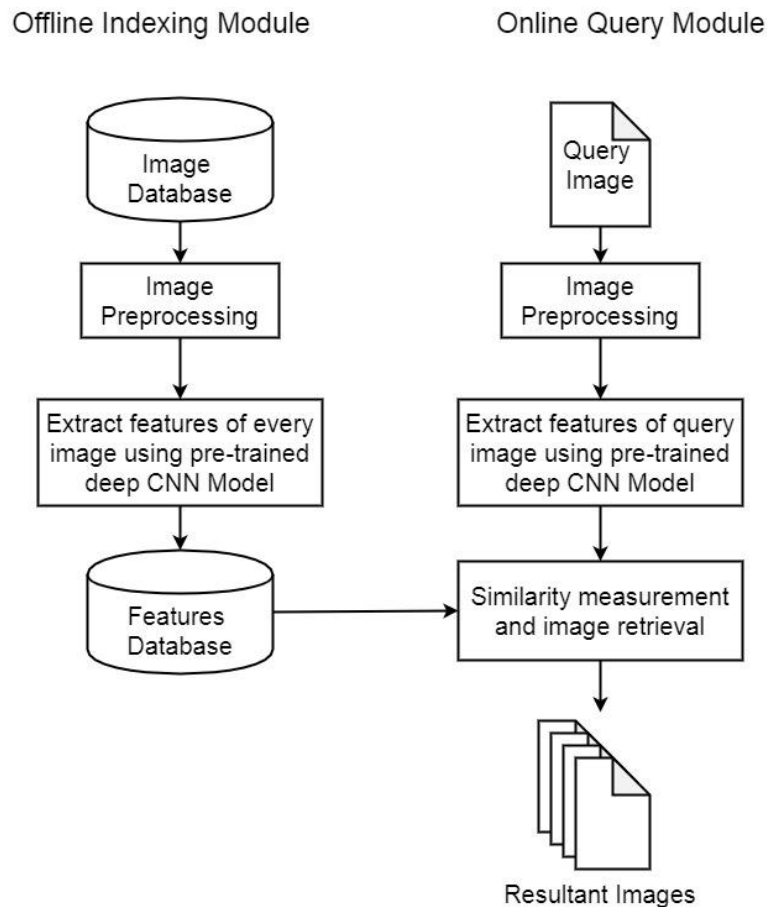 Offline Indexing Module
Online Query Module
Image
Database
Image
Preprocessing
Extract features of every
image using pre-trained
deep CNN Model
Features
Database
Query
Image
Image
Preprocessing
Extract features of query
image using pre-trained
deep CNN Model
Similarity measurement
and image retrieval
Resultant Images